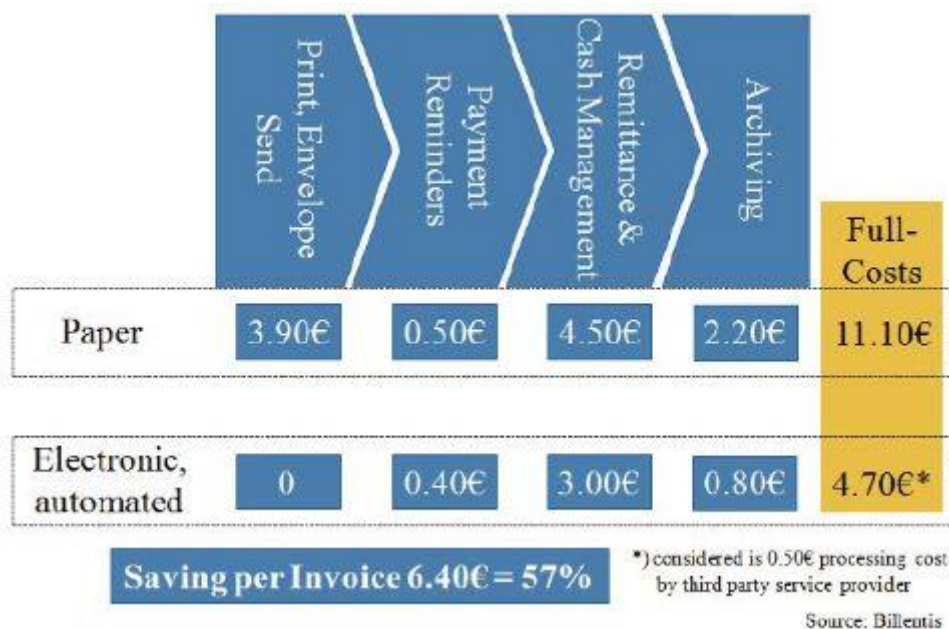 Print, Envelope
Send
Payment
Reminders
Remittance &
Cash Management
Archiving
Full-
Costs
Paper
3.90€
0.50€
4.50€
2.20€
11.10€
Electronic,
automated
0
0.40€
3.00€
0.80€
4.70€*
Saving per Invoice 6.40€ = 57%
*) considered is 0.50€ processing cost
by third party service provider
Source: Billentis